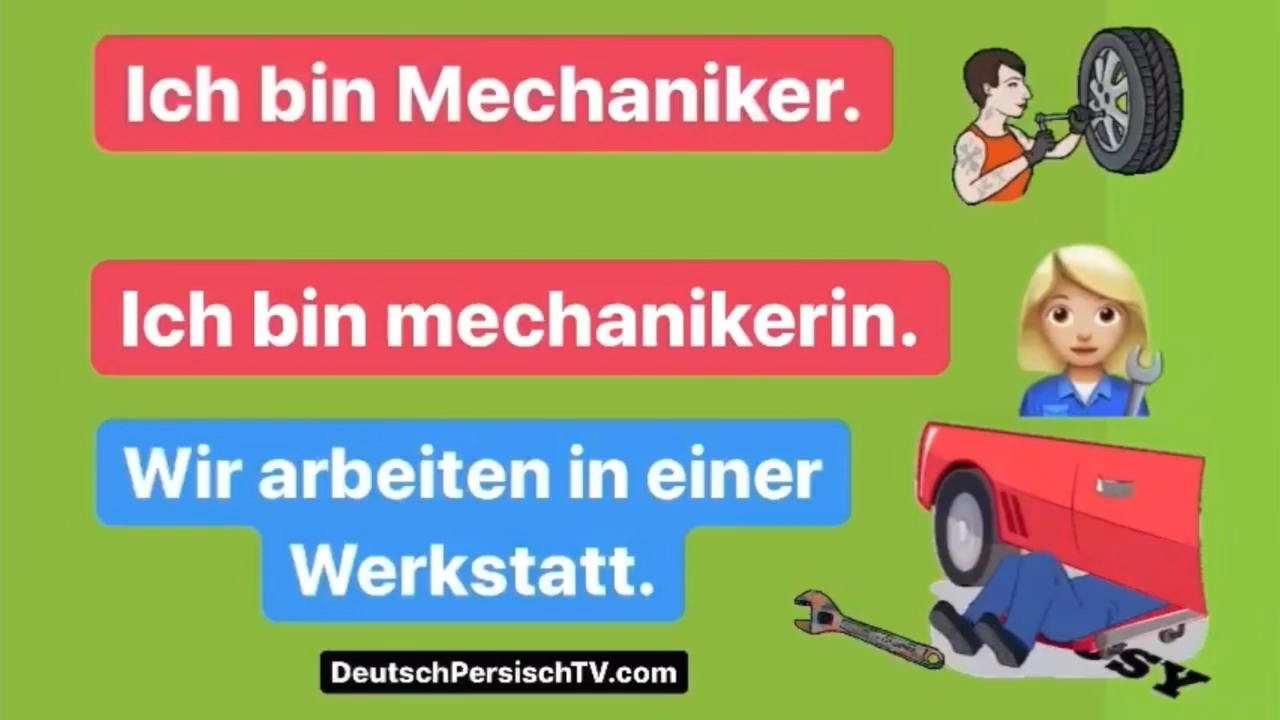 Ich bin Mechaniker.
Ich bin mechanikerin.
Wir arbeiten in einer
Werkstatt.
DeutschPersischTV.com